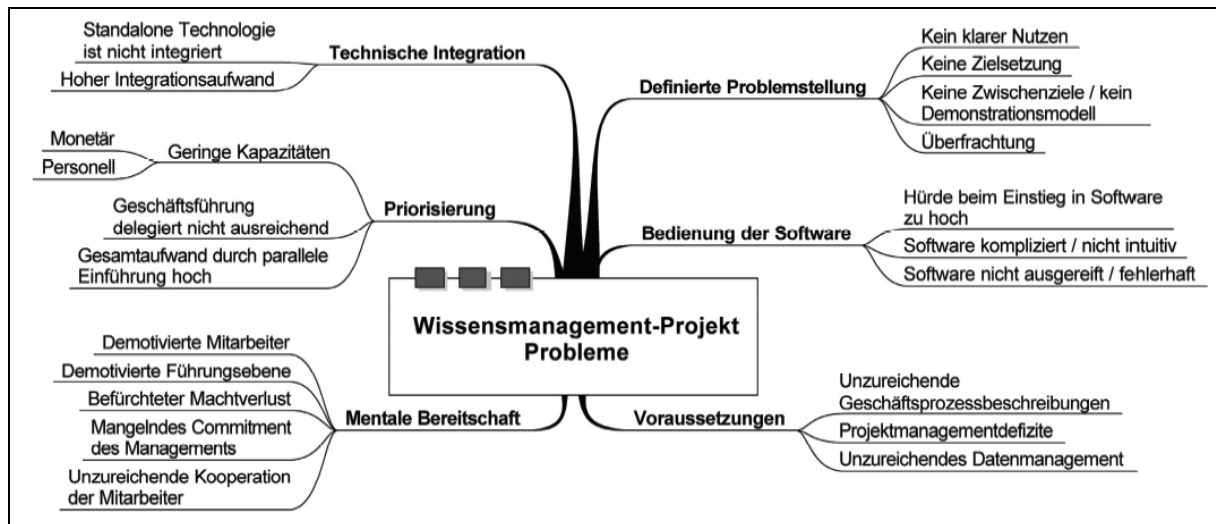 Wissensmanagement-Projekt
Probleme
Technische Integration
Standalone Technologie
ist nicht integriert
Hoher Integrationsaufwand
Priorisierung
Geringe Kapazitäten
Monetär
Personell
Geschäftsführung
delegiert nicht ausreichend
Gesamtaufwand durch parallele
Einführung hoch
Mentale Bereitschaft
Demotivierte Mitarbeiter
Demotivierte Führungsebene
Befürchteter Machtverlust
Mangelndes Commitment
des Managements
Unzureichende Kooperation
der Mitarbeiter
Definierte Problemstellung
Kein klarer Nutzen
Keine Zielsetzung
Keine Zwischenziele / kein
Demonstrationsmodell
Überfrachtung
Bedienung der Software
Hürde beim Einstieg in Software
zu hoch
Software kompliziert / nicht intuitiv
Software nicht ausgereift / fehlerhaft
Voraussetzungen
Unzureichende
Geschäftsprozessbeschreibungen
Projektmanagementdefizite
Unzureichendes Datenmanagement